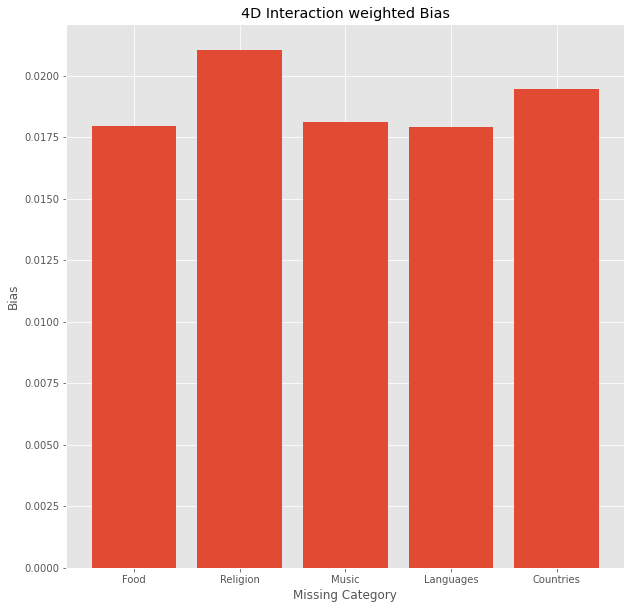 4D Interaction weighted Bias
0.0200
0.0175
0.0150
0.0125
0.0100
0.0075
0.0050
0.0025
0.0000
Bias
Food Religion Music Languages Countries
Missing Category